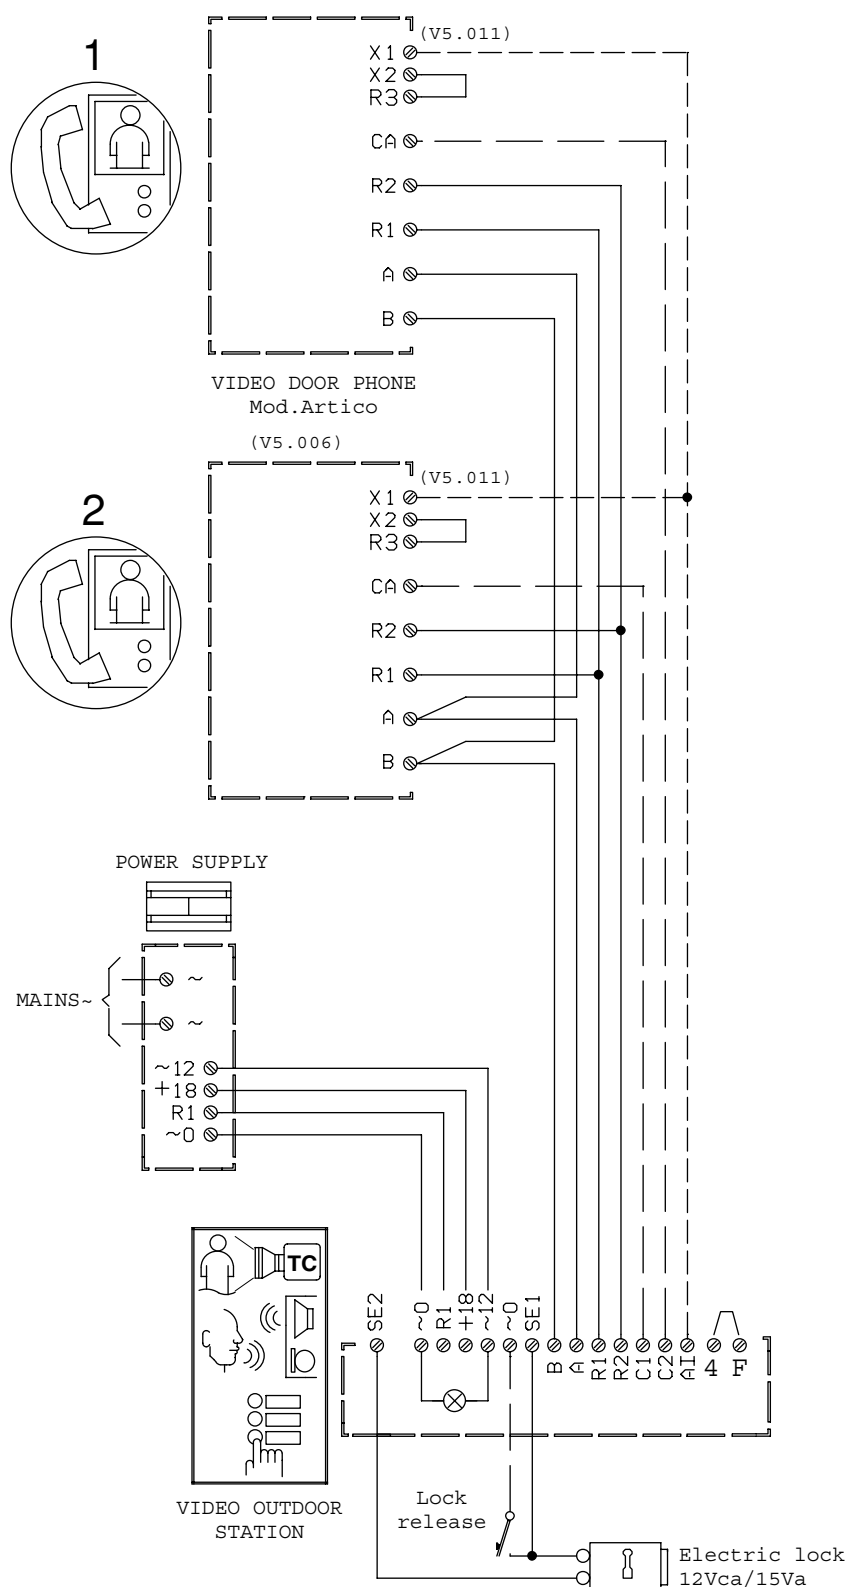 1
(V5.011)
X1
X2
R3
CA
R2
R1
A
B
VIDEO DOOR PHONE
Mod.Artico
(V5.006)
2
(V5.011)
X1
X2
R3
CA
R2
R1
A
B
POWER SUPPLY
MAINS~
~
~
~12
+18
R1
~0
TC
SE2
~0
R1
+18
~12
~0
SE1
B
A
R1
R2
C1
C2
AI
4
F
VIDEO OUTDOOR
STATION
Lock
release
Electric lock
12Vca/15Va